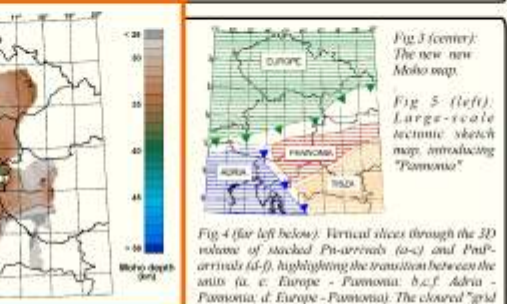 < 25
30
35
40
45
> 50
Moho depth
(km)
EUROPE
PANNONIA
ADRIA
TISZA
Fig 3 (center):
The new new
Moho map.
Fig 5 (left):
Large-scale
tectonic sketch
map, introducing
"Pannonia"
Fig 4 (far left below): Vertical slices through the 3D
volume of stacked Pn-arrivals (a-c) and PmP-
arrivals (d-f), highlighting the transition between the
units (a, e: Europe - Pannonia; b,c,f: Adria -
Pannonia, d: Europe - Pannonia). The colored "grid